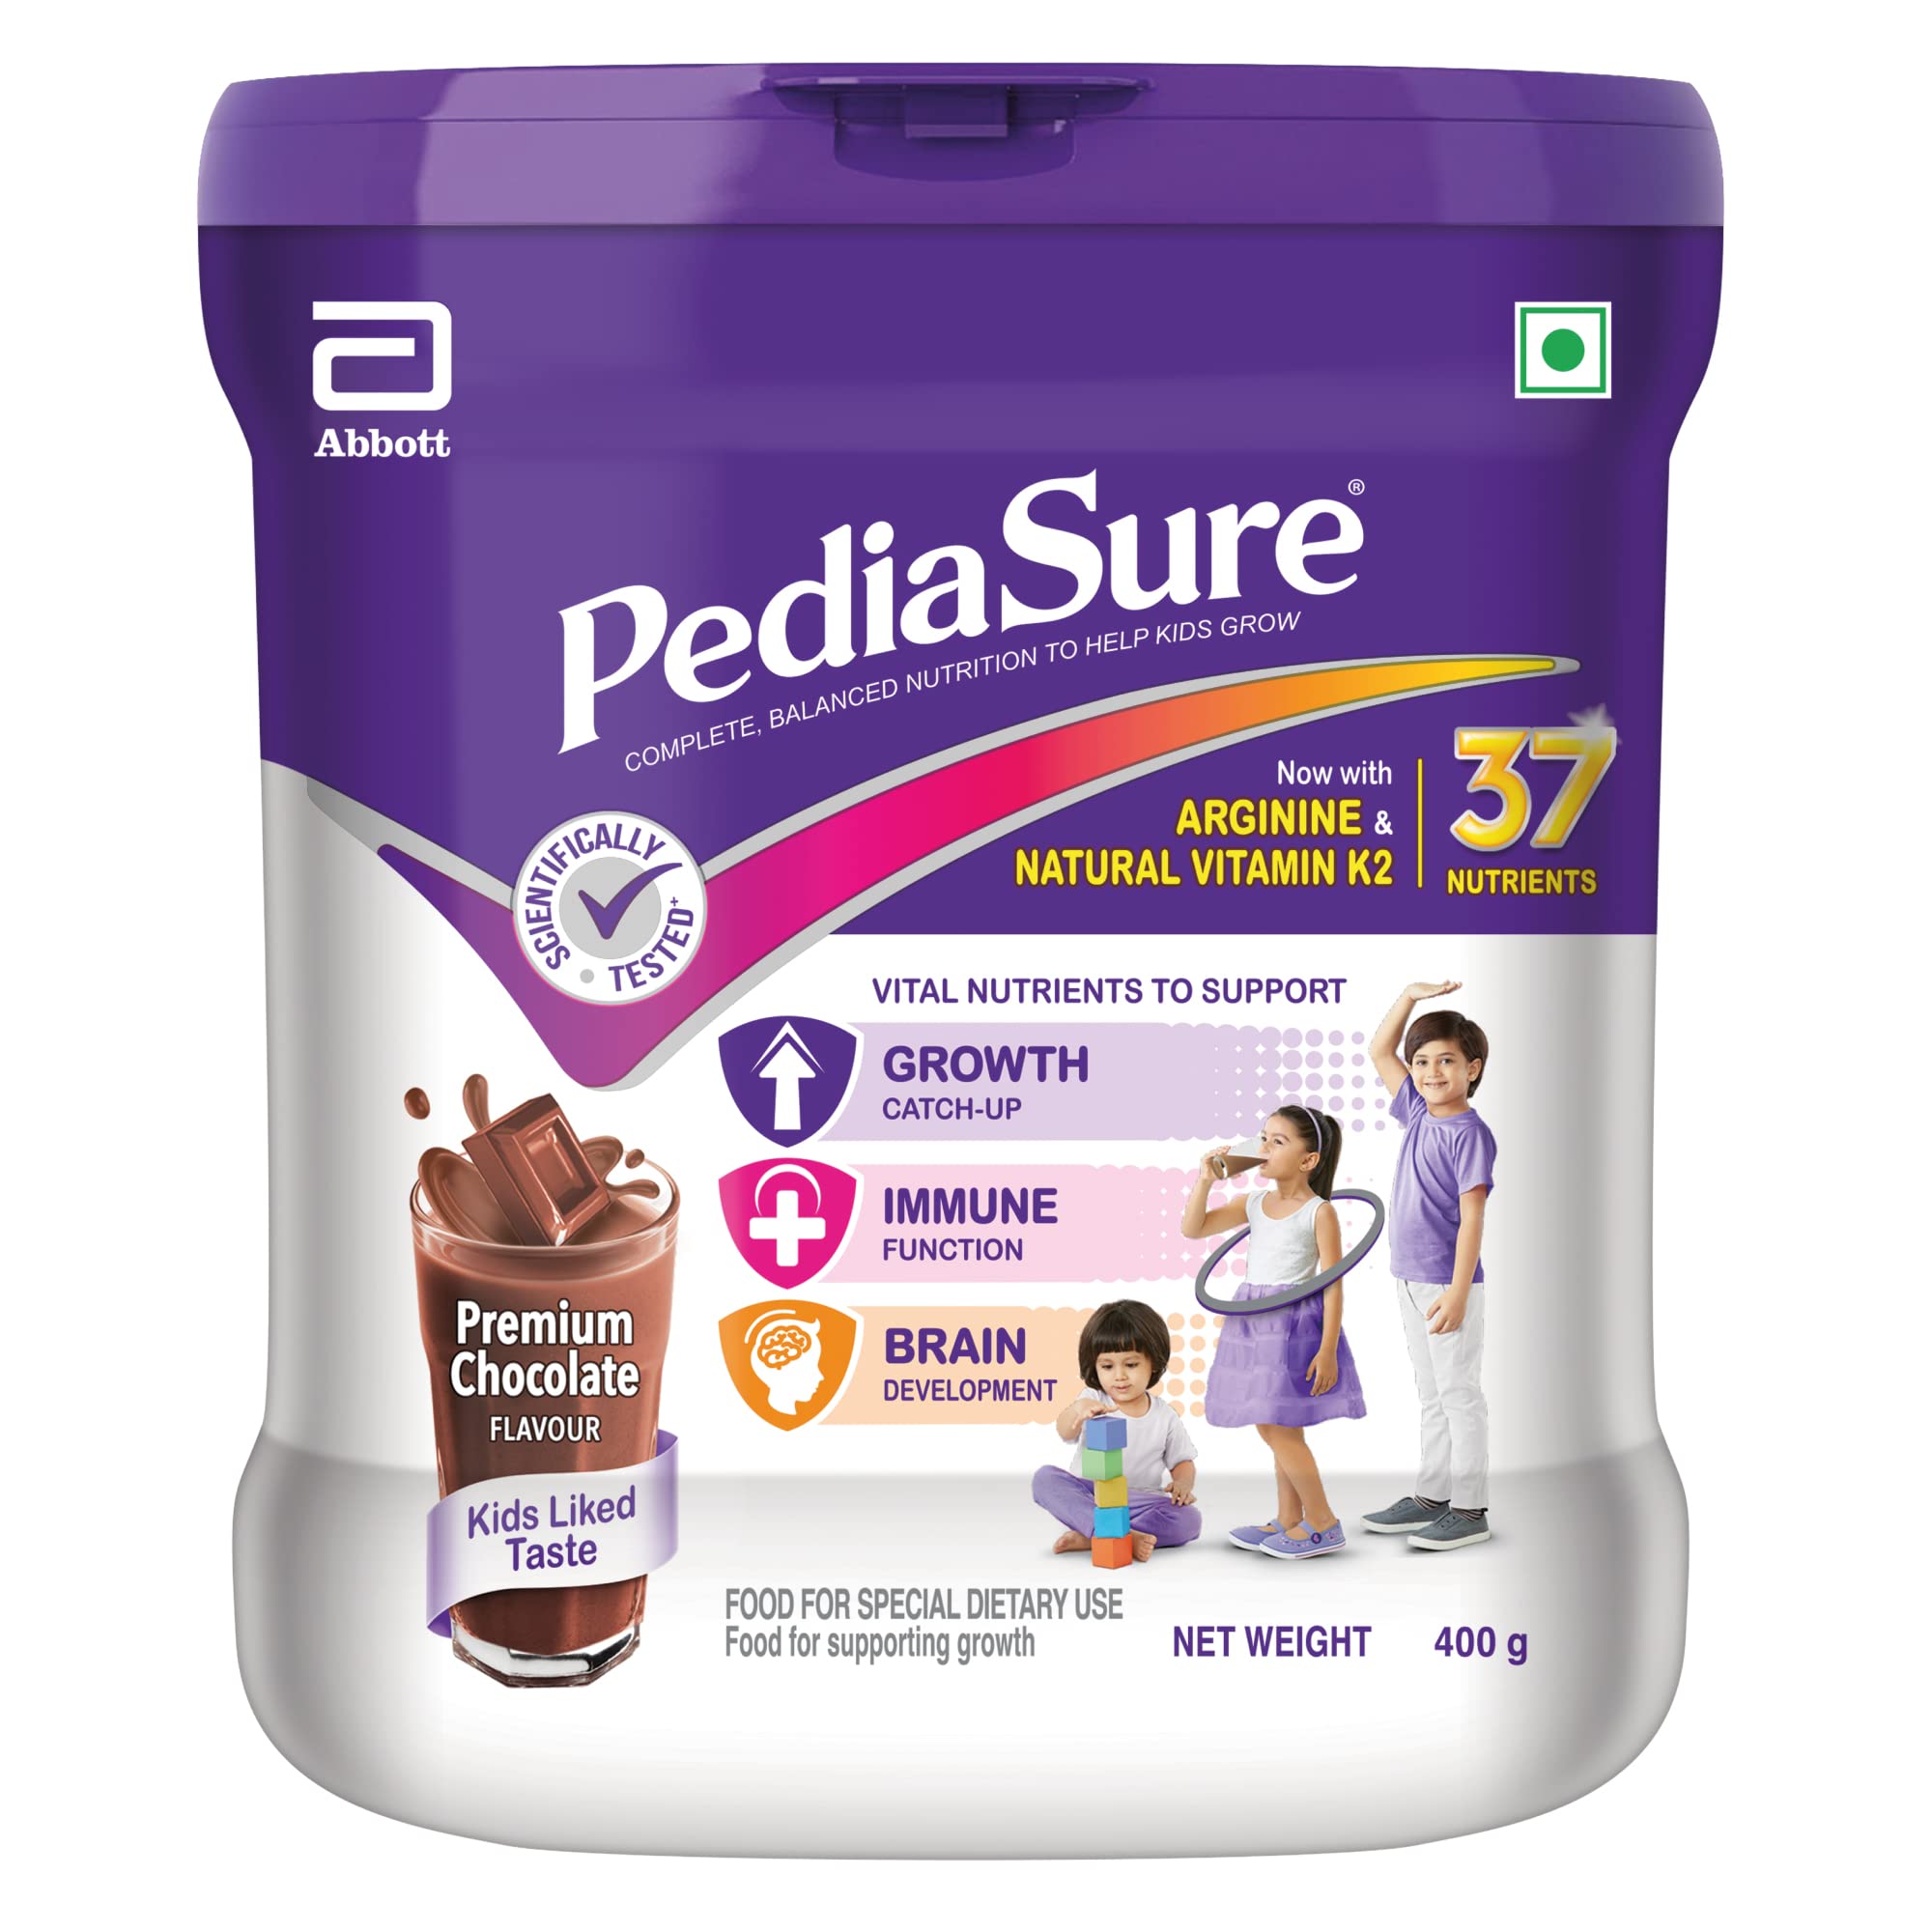 Abbott
PediaSure®
COMPLETE, BALANCED NUTRITION TO HELP KIDS GROW
Now with
ARGININE &
NATURAL VITAMIN K2
37
NUTRIENTS
SCIENTIFICALLY
TESTED+
VITAL NUTRIENTS TO SUPPORT
GROWTH
CATCH-UP
IMMUNE
FUNCTION
BRAIN
DEVELOPMENT
Premium
Chocolate
FLAVOUR
Kids Liked
Taste
FOOD FOR SPECIAL DIETARY USE
Food for supporting growth
NET WEIGHT 400 g